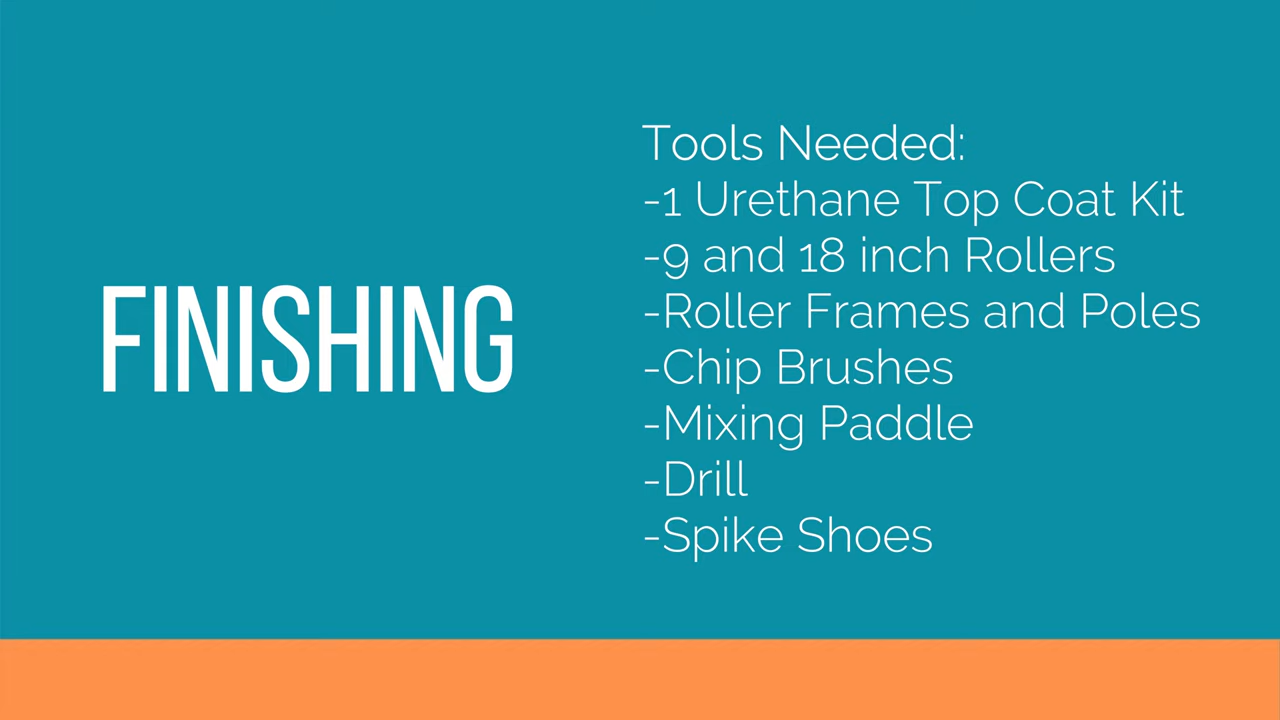 FINISHING
Tools Needed:
-1 Urethane Top Coat Kit
-9 and 18 inch Rollers
-Roller Frames and Poles
-Chip Brushes
-Mixing Paddle
-Drill
-Spike Shoes